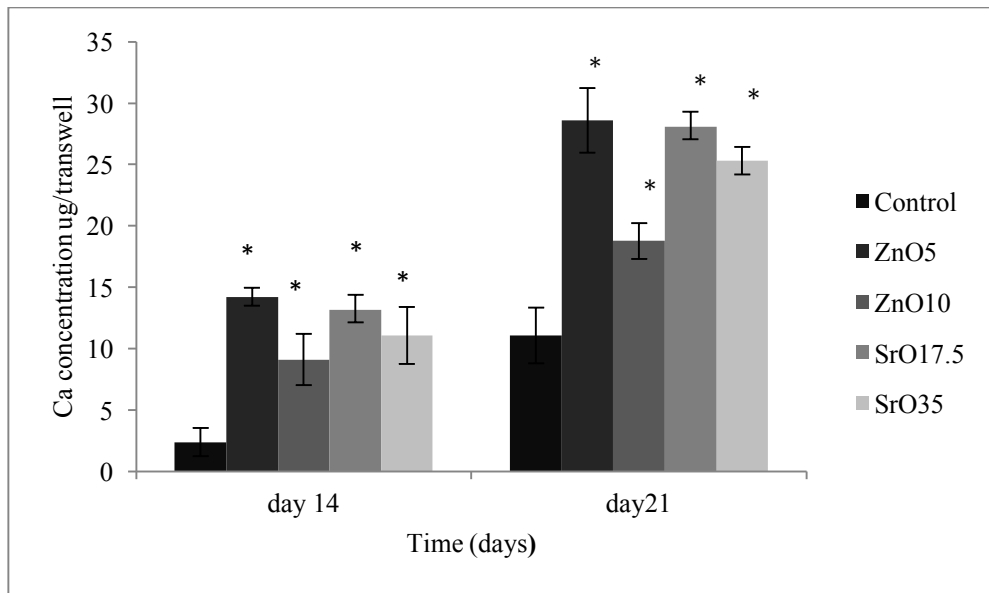 35
30
25
20
15
10
5
0
Ca concentration ug/transwell
* * * *
* * * *
day 14 day21
Time (days)
Control
ZnO5
ZnO10
SrO17.5
SrO35